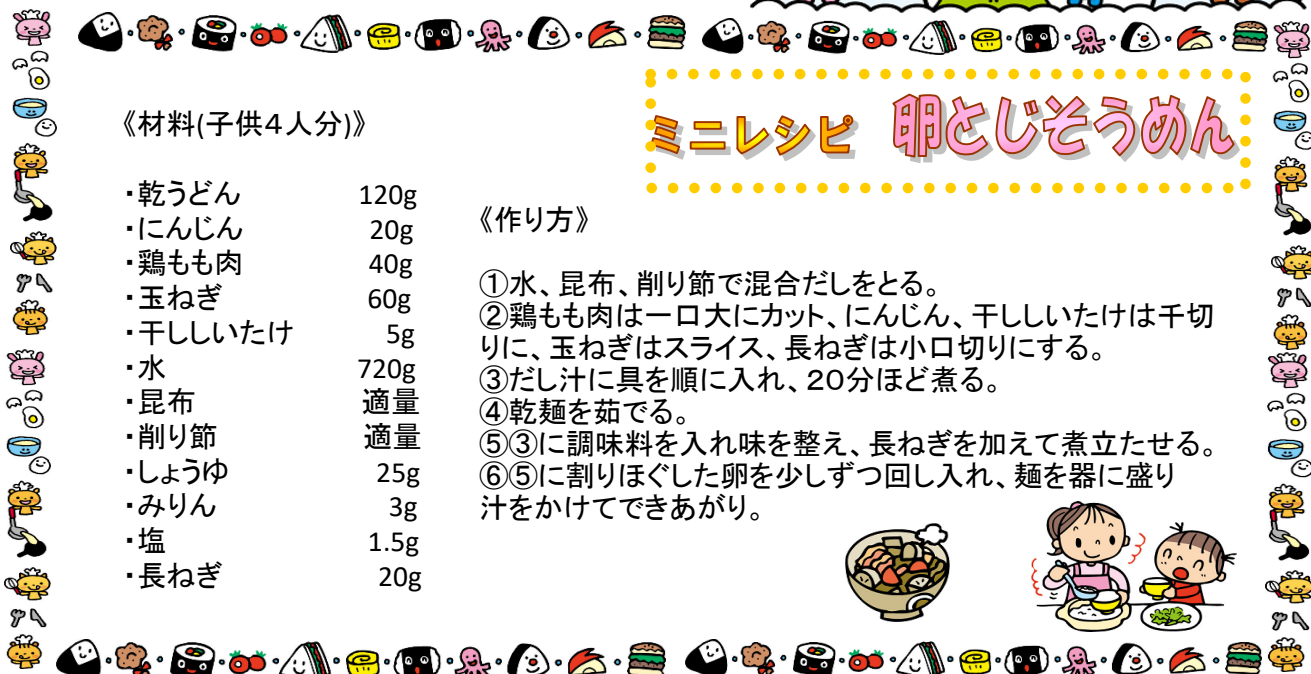 ミニレシピ 卵とじそうめん
《材料(子供４人分)》
・乾うどん 120g
・にんじん 20g
・鶏もも肉 40g
・玉ねぎ 60g
・干ししいたけ 5g
・水 720g
・昆布 適量
・削り節 適量
・しょうゆ 25g
・みりん 3g
・塩 1.5g
・長ねぎ 20g
《作り方》
①水、昆布、削り節で混合だしをとる。
②鶏もも肉は一口大にカット、にんじん、干ししいたけは千切
りに、玉ねぎはスライス、長ねぎは小口切りにする。
③だし汁に具を順に入れ、２０分ほど煮る。
④乾麺を茹でる。
⑤③に調味料を入れ味を整え、長ねぎを加えて煮立たせる。
⑥⑤に割りほぐした卵を少しずつ回し入れ、麺を器に盛り
汁をかけてできあがり。